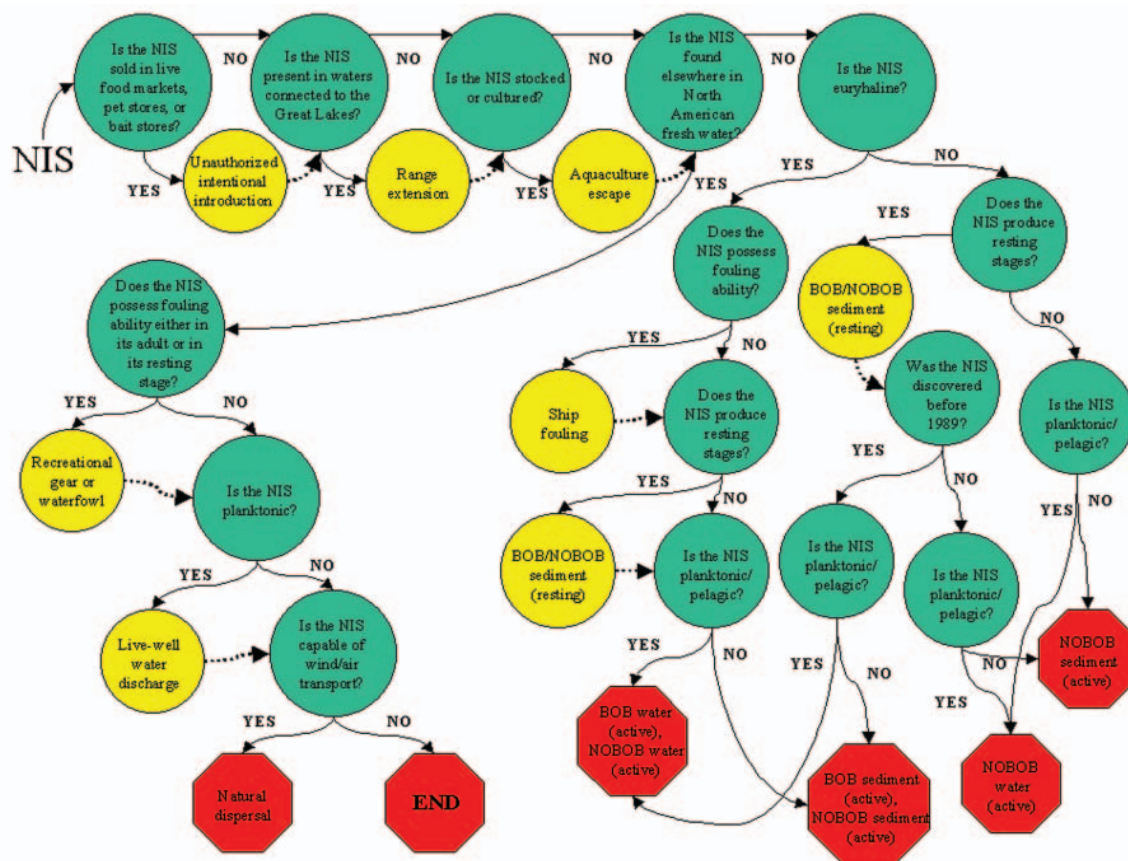 Is the NIS
sold in live
food markets,
pet stores, or
bait stores?
NO
Is the NIS
present in waters
connected to the
Great Lakes?
NO
Is the NIS stocked
or cultured?
NO
Is the NIS
found
elsewhere in
North
American
fresh water?
NO
Is the NIS
euryhaline?
NIS
YES
Unauthorized
intentional
introduction
YES
Range
extension
YES
Aquaculture
escape
YES
YES
NO
Does the NIS
possess fouling
ability either in
its adult or in
its resting
stage?
YES
NO
Recreational
gear or
waterfowl
Is the NIS
planktonic?
YES
NO
Live-well
water
discharge
Is the NIS
capable of
wind/air
transport?
YES
NO
Natural
dispersal
END
Does the
NIS possess
fouling
ability?
YES
NO
Ship
fouling
Does the
NIS produce
resting
stages?
YES
NO
BOB/NOBOB
sediment
(resting)
Is the NIS
planktonic/
pelagic?
YES
NO
BOB water
(active),
NOBOB water
(active)
YES
Does the
NIS produce
resting
stages?
NO
BOB/NOBOB
sediment
(resting)
Was the NIS
discovered
before
1989?
YES
NO
Is the NIS
planktonic/
pelagic?
YES
NO
BOB sediment
(active),
NOBOB sediment
(active)
Is the NIS
planktonic/
pelagic?
YES
NO
NOBOB
water
(active)
Is the NIS
planktonic/
pelagic?
YES
NO
NOBOB
sediment
(active)